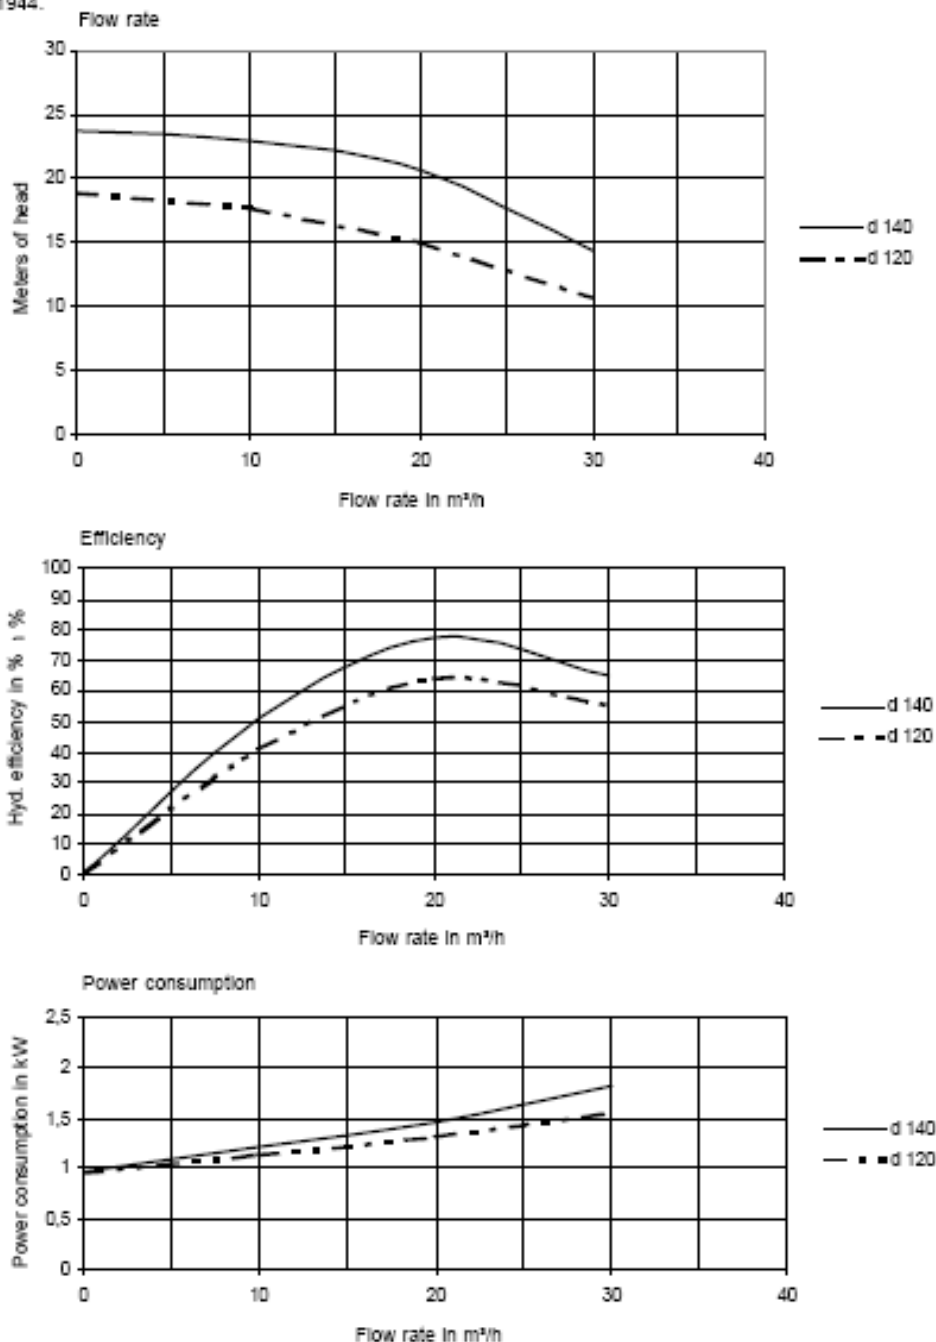 1944.
Flow rate
30
25
20
15
10
5
0
0 10 20 30 40
Meters of head
Flow rate in m³/h
d 140
d 120
Efficiency
100
90
80
70
60
50
40
30
20
10
0
0 10 20 30 40
Hyd. efficiency in % ı %
Flow rate in m³/h
d 140
d 120
Power consumption
2,5
2
1,5
1
0,5
0
0 10 20 30 40
Power consumption in kW
Flow rate in m³/h
d 140
d 120